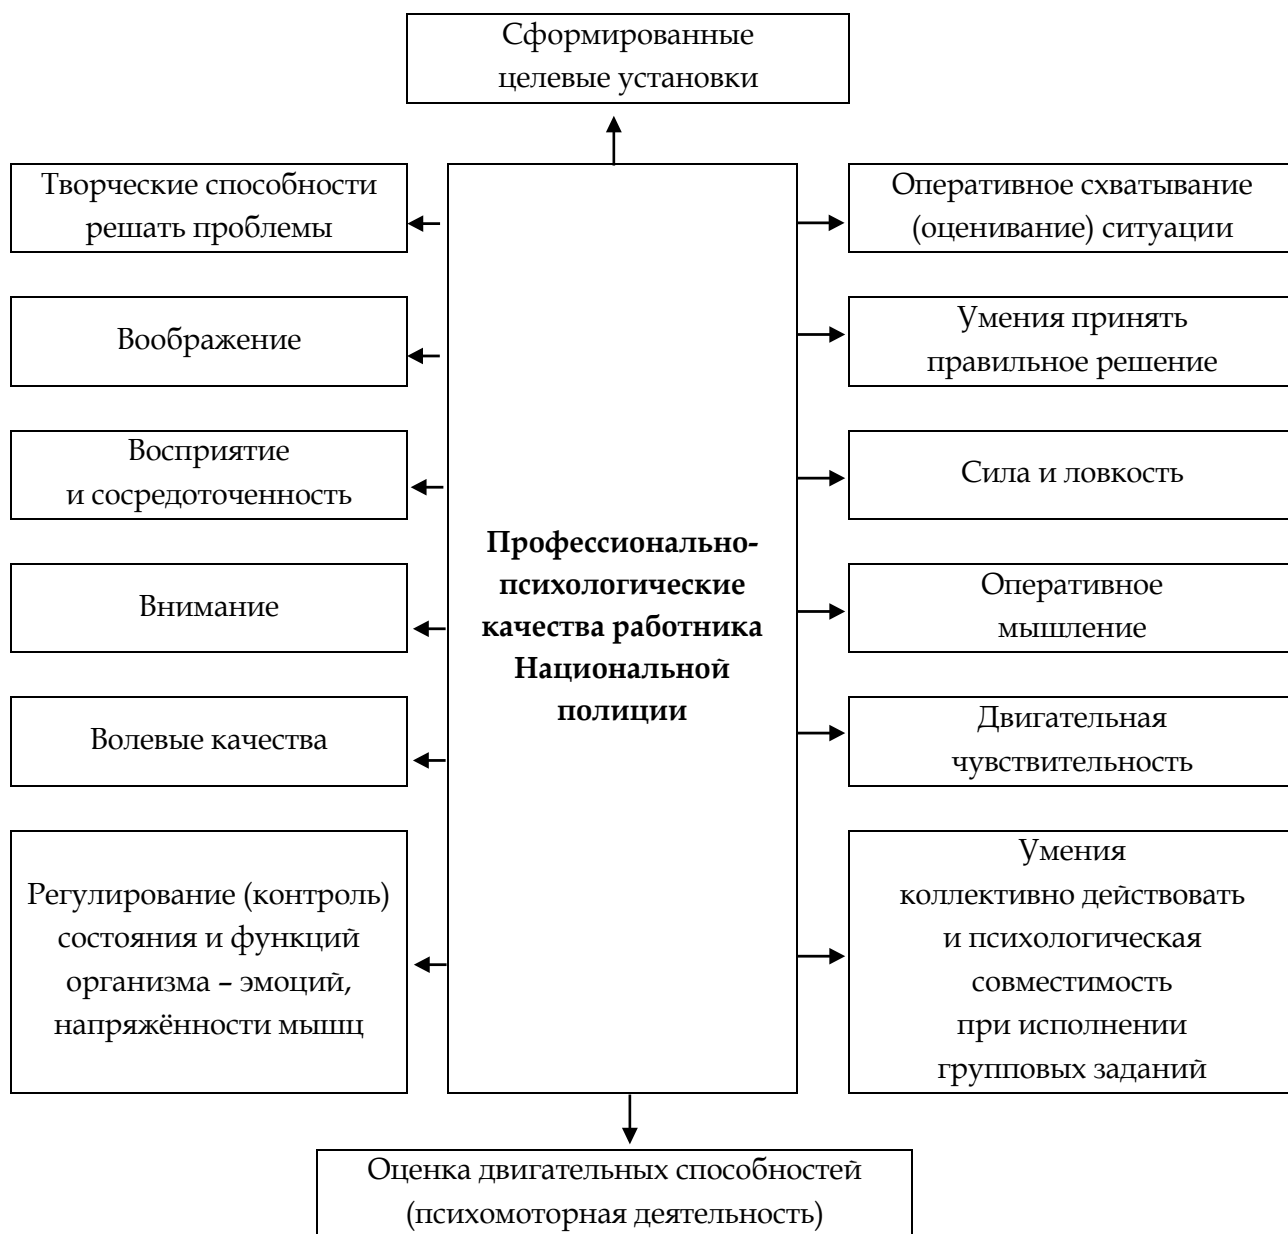 Сформированные
целевые установки
Творческие способности
решать проблемы
Воображение
Восприятие
и сосредоточенность
Внимание
Волевые качества
Регулирование (контроль)
состояния и функций
организма – эмоций,
напряжённости мышц
Профессионально-
психологические
качества работника
Национальной
полиции
Оперативное схватывание
(оценивание) ситуации
Умения принять
правильное решение
Сила и ловкость
Оперативное
мышление
Двигательная
чувствительность
Умения
коллективно действовать
и психологическая
совместимость
при исполнении
групповых заданий
Оценка двигательных способностей
(психомоторная деятельность)